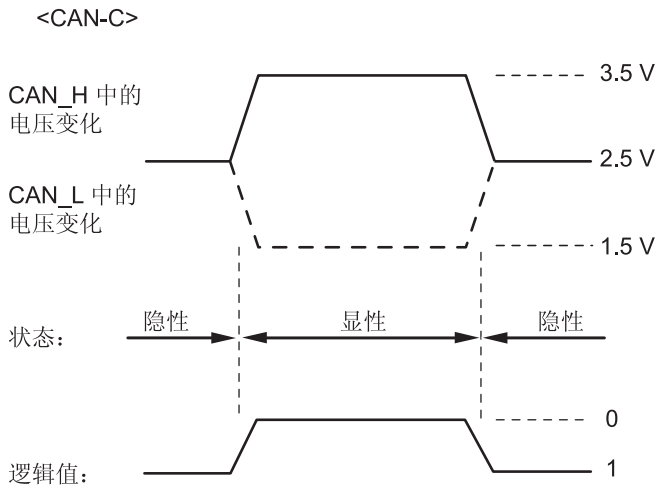 <CAN-C>
3.5 V
CAN_H 中的
电压变化
2.5 V
CAN_L 中的
电压变化
1.5 V
隐性
显性
隐性
状态：
0
逻辑值：
1